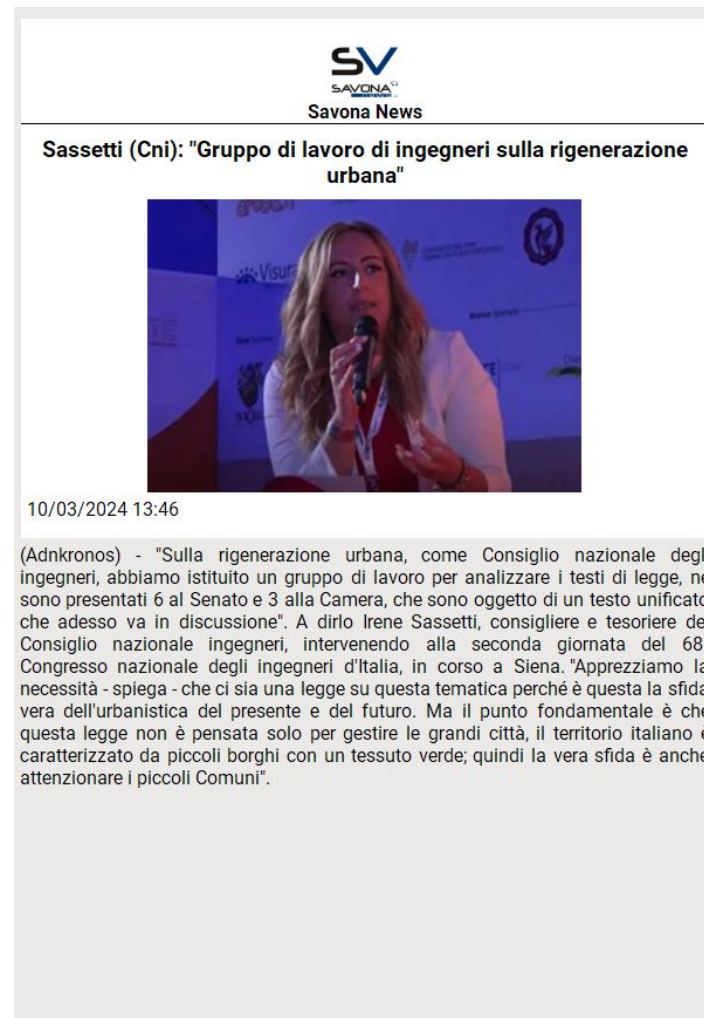 SV
SAVONA
Savona News
Sassetti (Cni): "Gruppo di lavoro di ingegneri sulla rigenerazione
urbana"
Visura
10/03/2024 13:46
(Adnkronos) - "Sulla rigenerazione urbana, come Consiglio nazionale degl
ingegneri, abbiamo istituito un gruppo di lavoro per analizzare i testi di legge, ne
sono presentati 6 al Senato e 3 alla Camera, che sono oggetto di un testo unificato
che adesso va in discussione". A dirlo Irene Sassetti, consigliere e tesoriere de
Consiglio nazionale ingegneri, intervenendo alla seconda giornata del 68
Congresso nazionale degli ingegneri d'Italia, in corso a Siena. "Apprezziamo la
necessità - spiega - che ci sia una legge su questa tematica perché è questa la sfida
vera dell'urbanistica del presente e del futuro. Ma il punto fondamentale è che
questa legge non è pensata solo per gestire le grandi città, il territorio italiano è
caratterizzato da piccoli borghi con un tessuto verde; quindi la vera sfida è anche
attenzionare i piccoli Comuni".